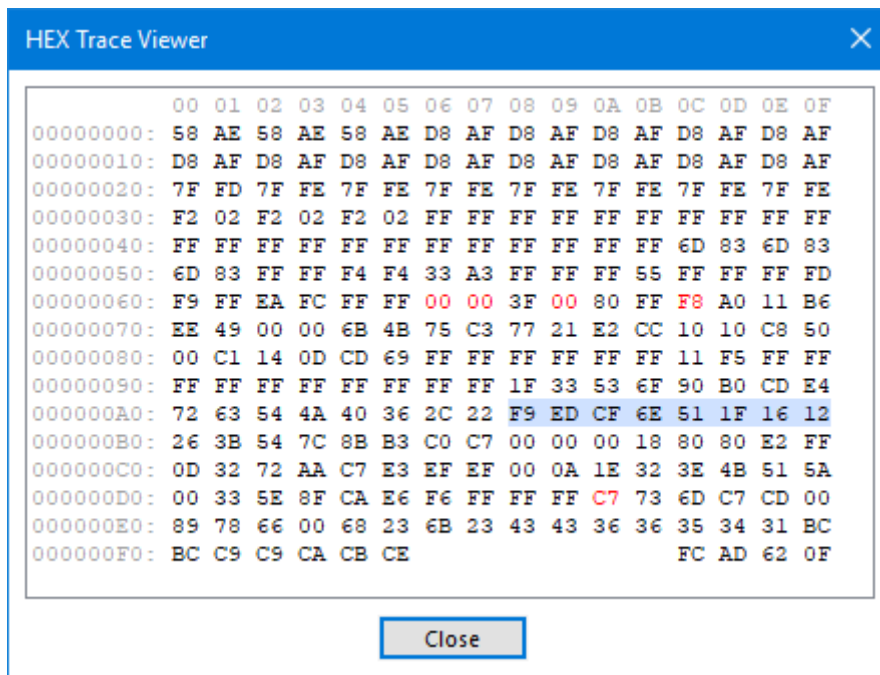 HEX Trace Viewer
00 01 02 03 04 05 06 07 08 09 0A 0B 0C 0D 0E 0F
00000000: 58 AE 58 AE 58 AE D8 AF D8 AF D8 AF D8 AF D8 AF
00000010: D8 AF D8 AF D8 AF D8 AF D8 AF D8 AF D8 AF D8 AF
00000020: 7F FD 7F FE 7F FE 7F FE 7F FE 7F FE 7F FE 7F FE
00000030: F2 02 F2 02 F2 02 FF FF FF FF FF FF FF FF FF FF
00000040: FF FF FF FF FF FF FF FF FF FF FF FF 6D 83 6D 83
00000050: 6D 83 FF FF F4 F4 33 A3 FF FF FF 55 FF FF FF FD
00000060: F9 FF EA FC FF FF 00 00 3F 00 80 FF F8 A0 11 B6
00000070: EE 49 00 00 6B 4B 75 C3 77 21 E2 CC 10 10 C8 50
00000080: 00 C1 14 0D CD 69 FF FF FF FF FF FF 11 F5 FF FF
00000090: FF FF FF FF FF FF FF FF 1F 33 53 6F 90 B0 CD E4
000000A0: 72 63 54 4A 40 36 2C 22 F9 ED CF 6E 51 1F 16 12
000000B0: 26 3B 54 7C 8B B3 C0 C7 00 00 00 18 80 80 E2 FF
000000C0: 0D 32 72 AA C7 E3 EF EF 00 0A 1E 32 3E 4B 51 5A
000000D0: 00 33 5E 8F CA E6 F6 FF FF FF C7 73 6D C7 CD 00
000000E0: 89 78 66 00 68 23 6B 23 43 43 36 36 35 34 31 BC
000000F0: BC C9 C9 CA CB CE FC AD 62 0F
Close